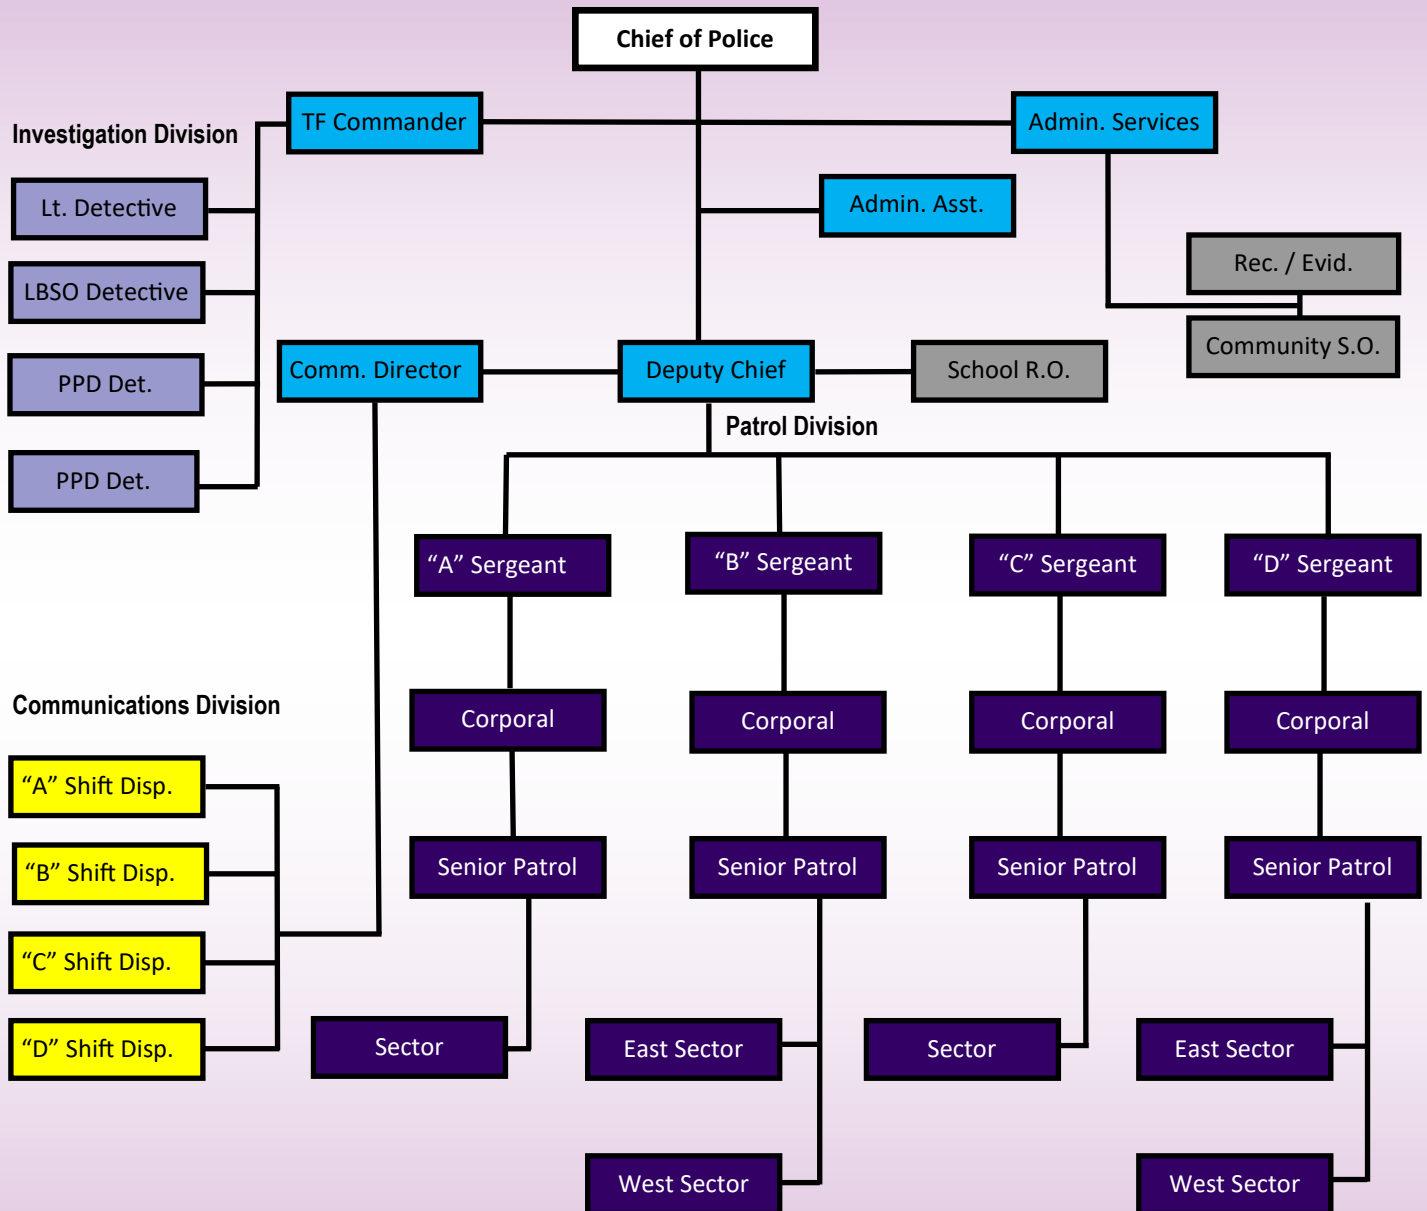 Chief of Police
TF Commander
Admin. Services
Investigation Division
Lt. Detective
Admin. Asst.
Rec. / Evid.
LBSO Detective
Community S.O.
PPD Det.
Comm. Director
Deputy Chief
School R.O.
Patrol Division
PPD Det.
“A” Sergeant
“B” Sergeant
“C” Sergeant
“D” Sergeant
Communications Division
Corporal
Corporal
Corporal
Corporal
“A” Shift Disp.
“B” Shift Disp.
“C” Shift Disp.
“D” Shift Disp.
Senior Patrol
Senior Patrol
Senior Patrol
Senior Patrol
Sector
East Sector
Sector
East Sector
West Sector
West Sector